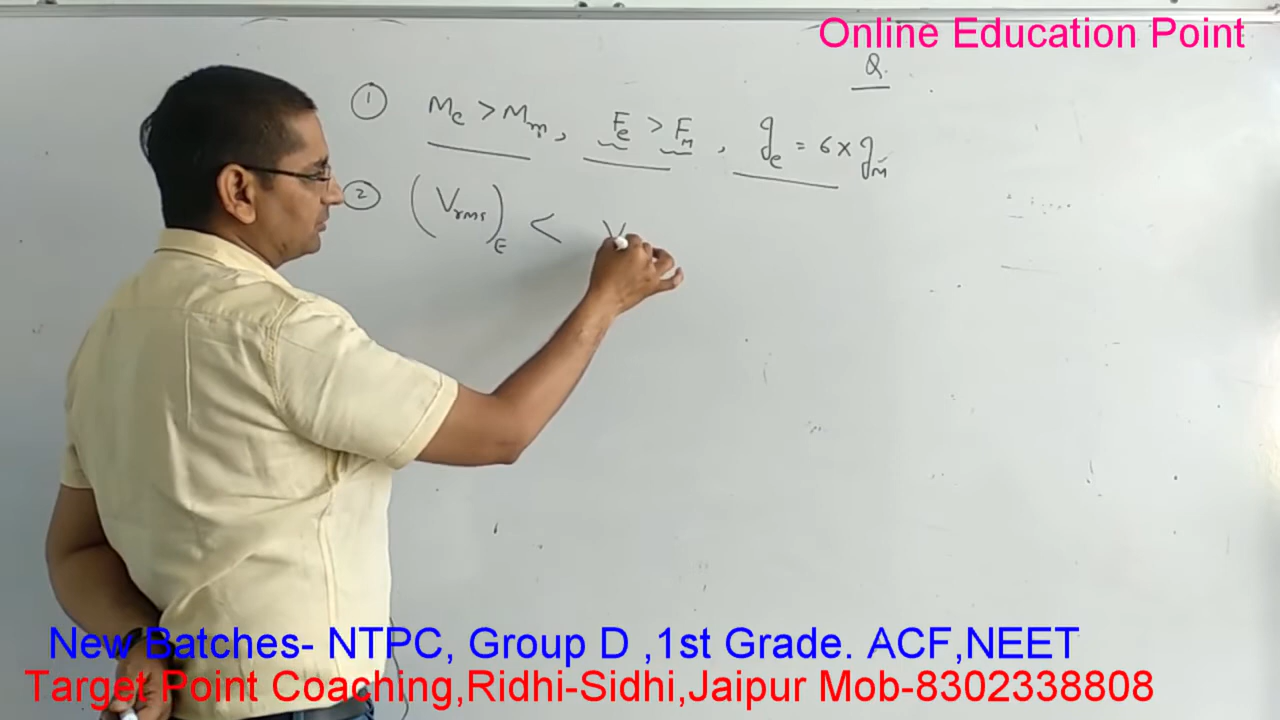 Online Education Point
Q.
① Me > Mm, Fe > Fm, ge = 6 × gm
② (Vrms)E < V
New Batches- NTPC, Group D ,1st Grade. ACF,NEET
Target Point Coaching,Ridhi-Sidhi,Jaipur Mob-8302338808